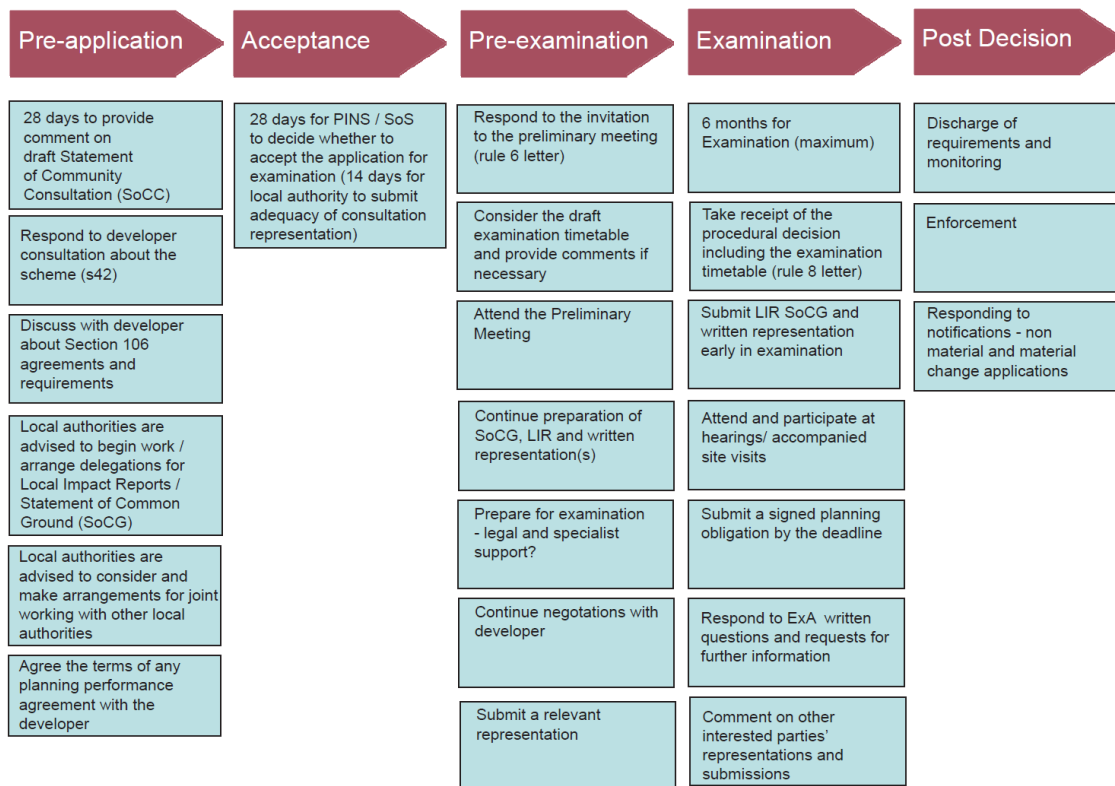 Pre-application
Acceptance
Pre-examination
Examination
Post Decision
28 days to provide
comment on
draft Statement
of Community
Consultation (SoCC)
Respond to developer
consultation about the
scheme (s42)
Discuss with developer
about Section 106
agreements and
requirements
Local authorities are
advised to begin work /
arrange delegations for
Local Impact Reports /
Statement of Common
Ground (SoCG)
Local authorities are
advised to consider and
make arrangements for joint
working with other local
authorities
Agree the terms of any
planning performance
agreement with the
developer
28 days for PINS / SoS
to decide whether to
accept the application for
examination (14 days for
local authority to submit
adequacy of consultation
representation)
Respond to the invitation
to the preliminary meeting
(rule 6 letter)
Consider the draft
examination timetable
and provide comments if
necessary
Attend the Preliminary
Meeting
Continue preparation of
SoCG, LIR and written
representation(s)
Prepare for examination
- legal and specialist
support?
Continue negotations with
developer
Submit a relevant
representation
6 months for
Examination (maximum)
Take receipt of the
procedural decision
including the examination
timetable (rule 8 letter)
Submit LIR SoCG and
written representation
early in examination
Attend and participate at
hearings/ accompanied
site visits
Submit a signed planning
obligation by the deadline
Respond to ExA written
questions and requests for
further information
Comment on other
interested parties'
representations and
submissions
Discharge of
requirements and
monitoring
Enforcement
Responding to
notifications - non
material and material
change applications